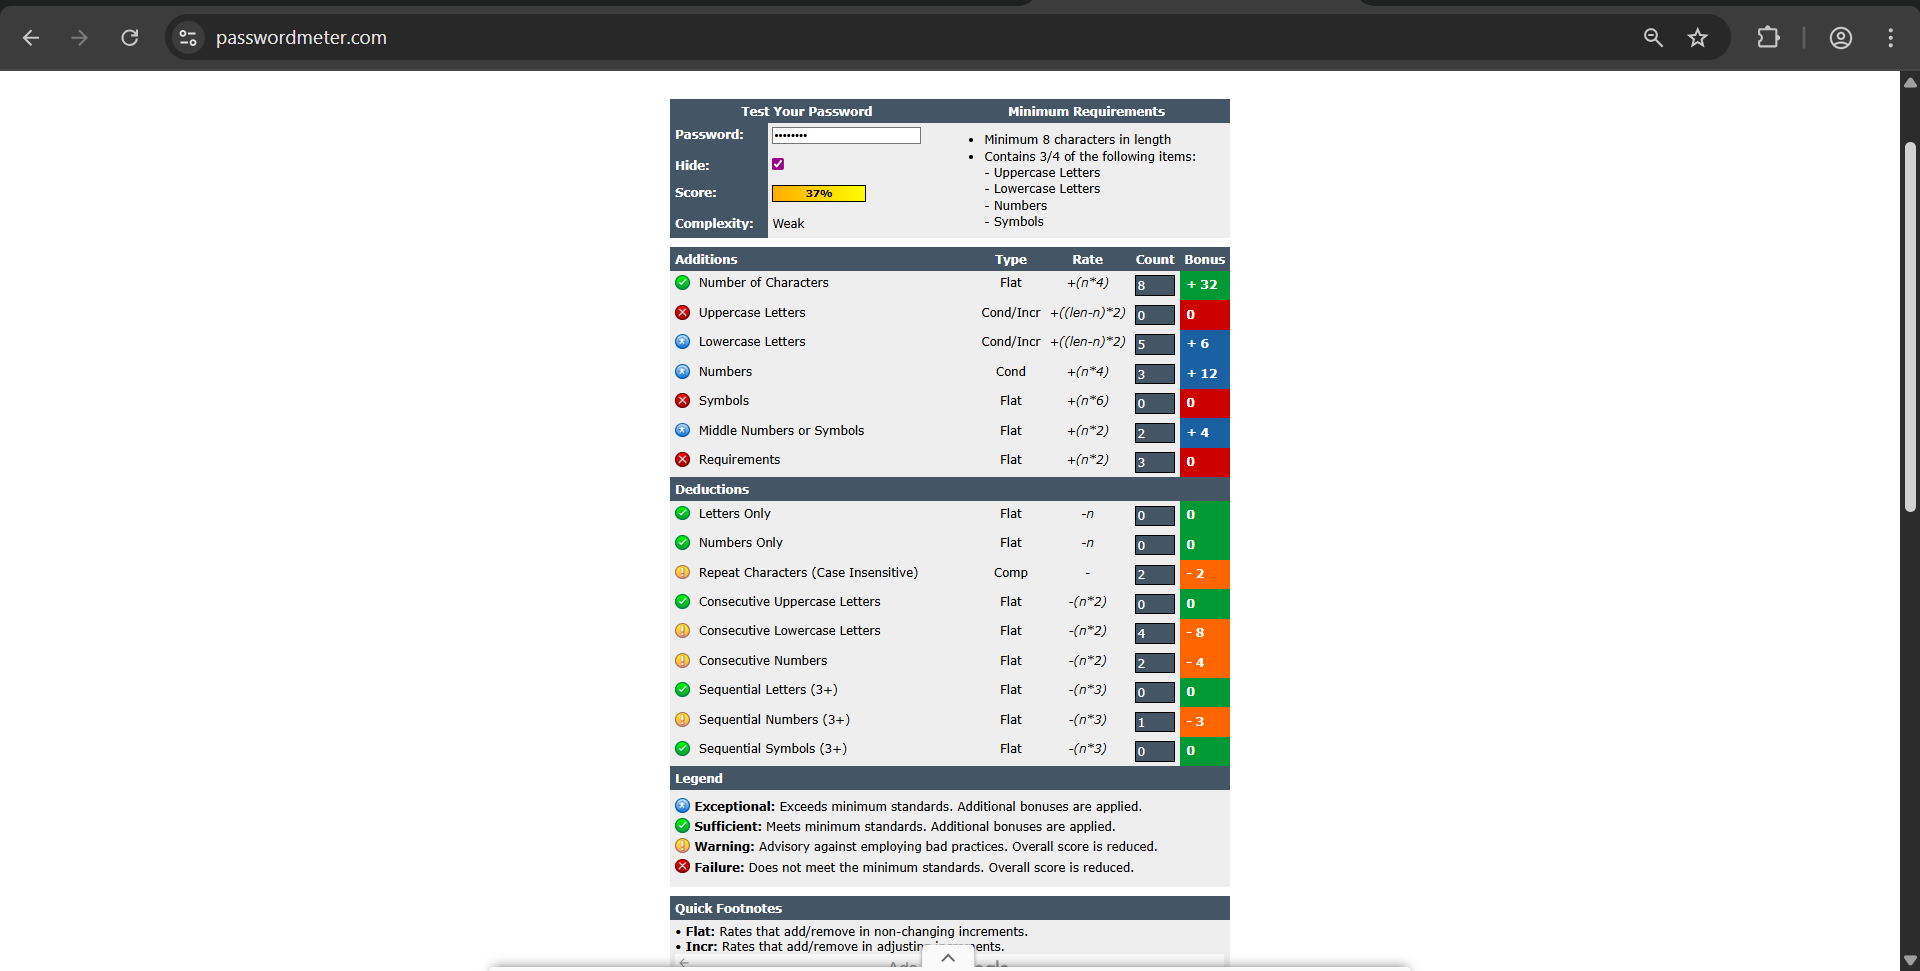 passwordmeter.com
Test Your Password Minimum Requirements
Password: ••••••••
Hide:
Score: 37%
Complexity: Weak
• Minimum 8 characters in length
• Contains 3/4 of the following items:
- Uppercase Letters
- Lowercase Letters
- Numbers
- Symbols
Additions Type Rate Count Bonus
Number of Characters Flat +(n*4) 8 + 32
Uppercase Letters Cond/Incr +((len-n)*2) 0 0
Lowercase Letters Cond/Incr +((len-n)*2) 5 + 6
Numbers Cond +(n*4) 3 + 12
Symbols Flat +(n*6) 0 0
Middle Numbers or Symbols Flat +(n*2) 2 + 4
Requirements Flat +(n*2) 3 0
Deductions
Letters Only Flat -n 0 0
Numbers Only Flat -n 0 0
Repeat Characters (Case Insensitive) Comp - 2 - 2
Consecutive Uppercase Letters Flat -(n*2) 0 0
Consecutive Lowercase Letters Flat -(n*2) 4 - 8
Consecutive Numbers Flat -(n*2) 2 - 4
Sequential Letters (3+) Flat -(n*3) 0 0
Sequential Numbers (3+) Flat -(n*3) 1 - 3
Sequential Symbols (3+) Flat -(n*3) 0 0
Legend
Exceptional: Exceeds minimum standards. Additional bonuses are applied.
Sufficient: Meets minimum standards. Additional bonuses are applied.
Warning: Advisory against employing bad practices. Overall score is reduced.
Failure: Does not meet the minimum standards. Overall score is reduced.
Quick Footnotes
• Flat: Rates that add/remove in non-changing increments.
• Incr: Rates that add/remove in adjusting increments.